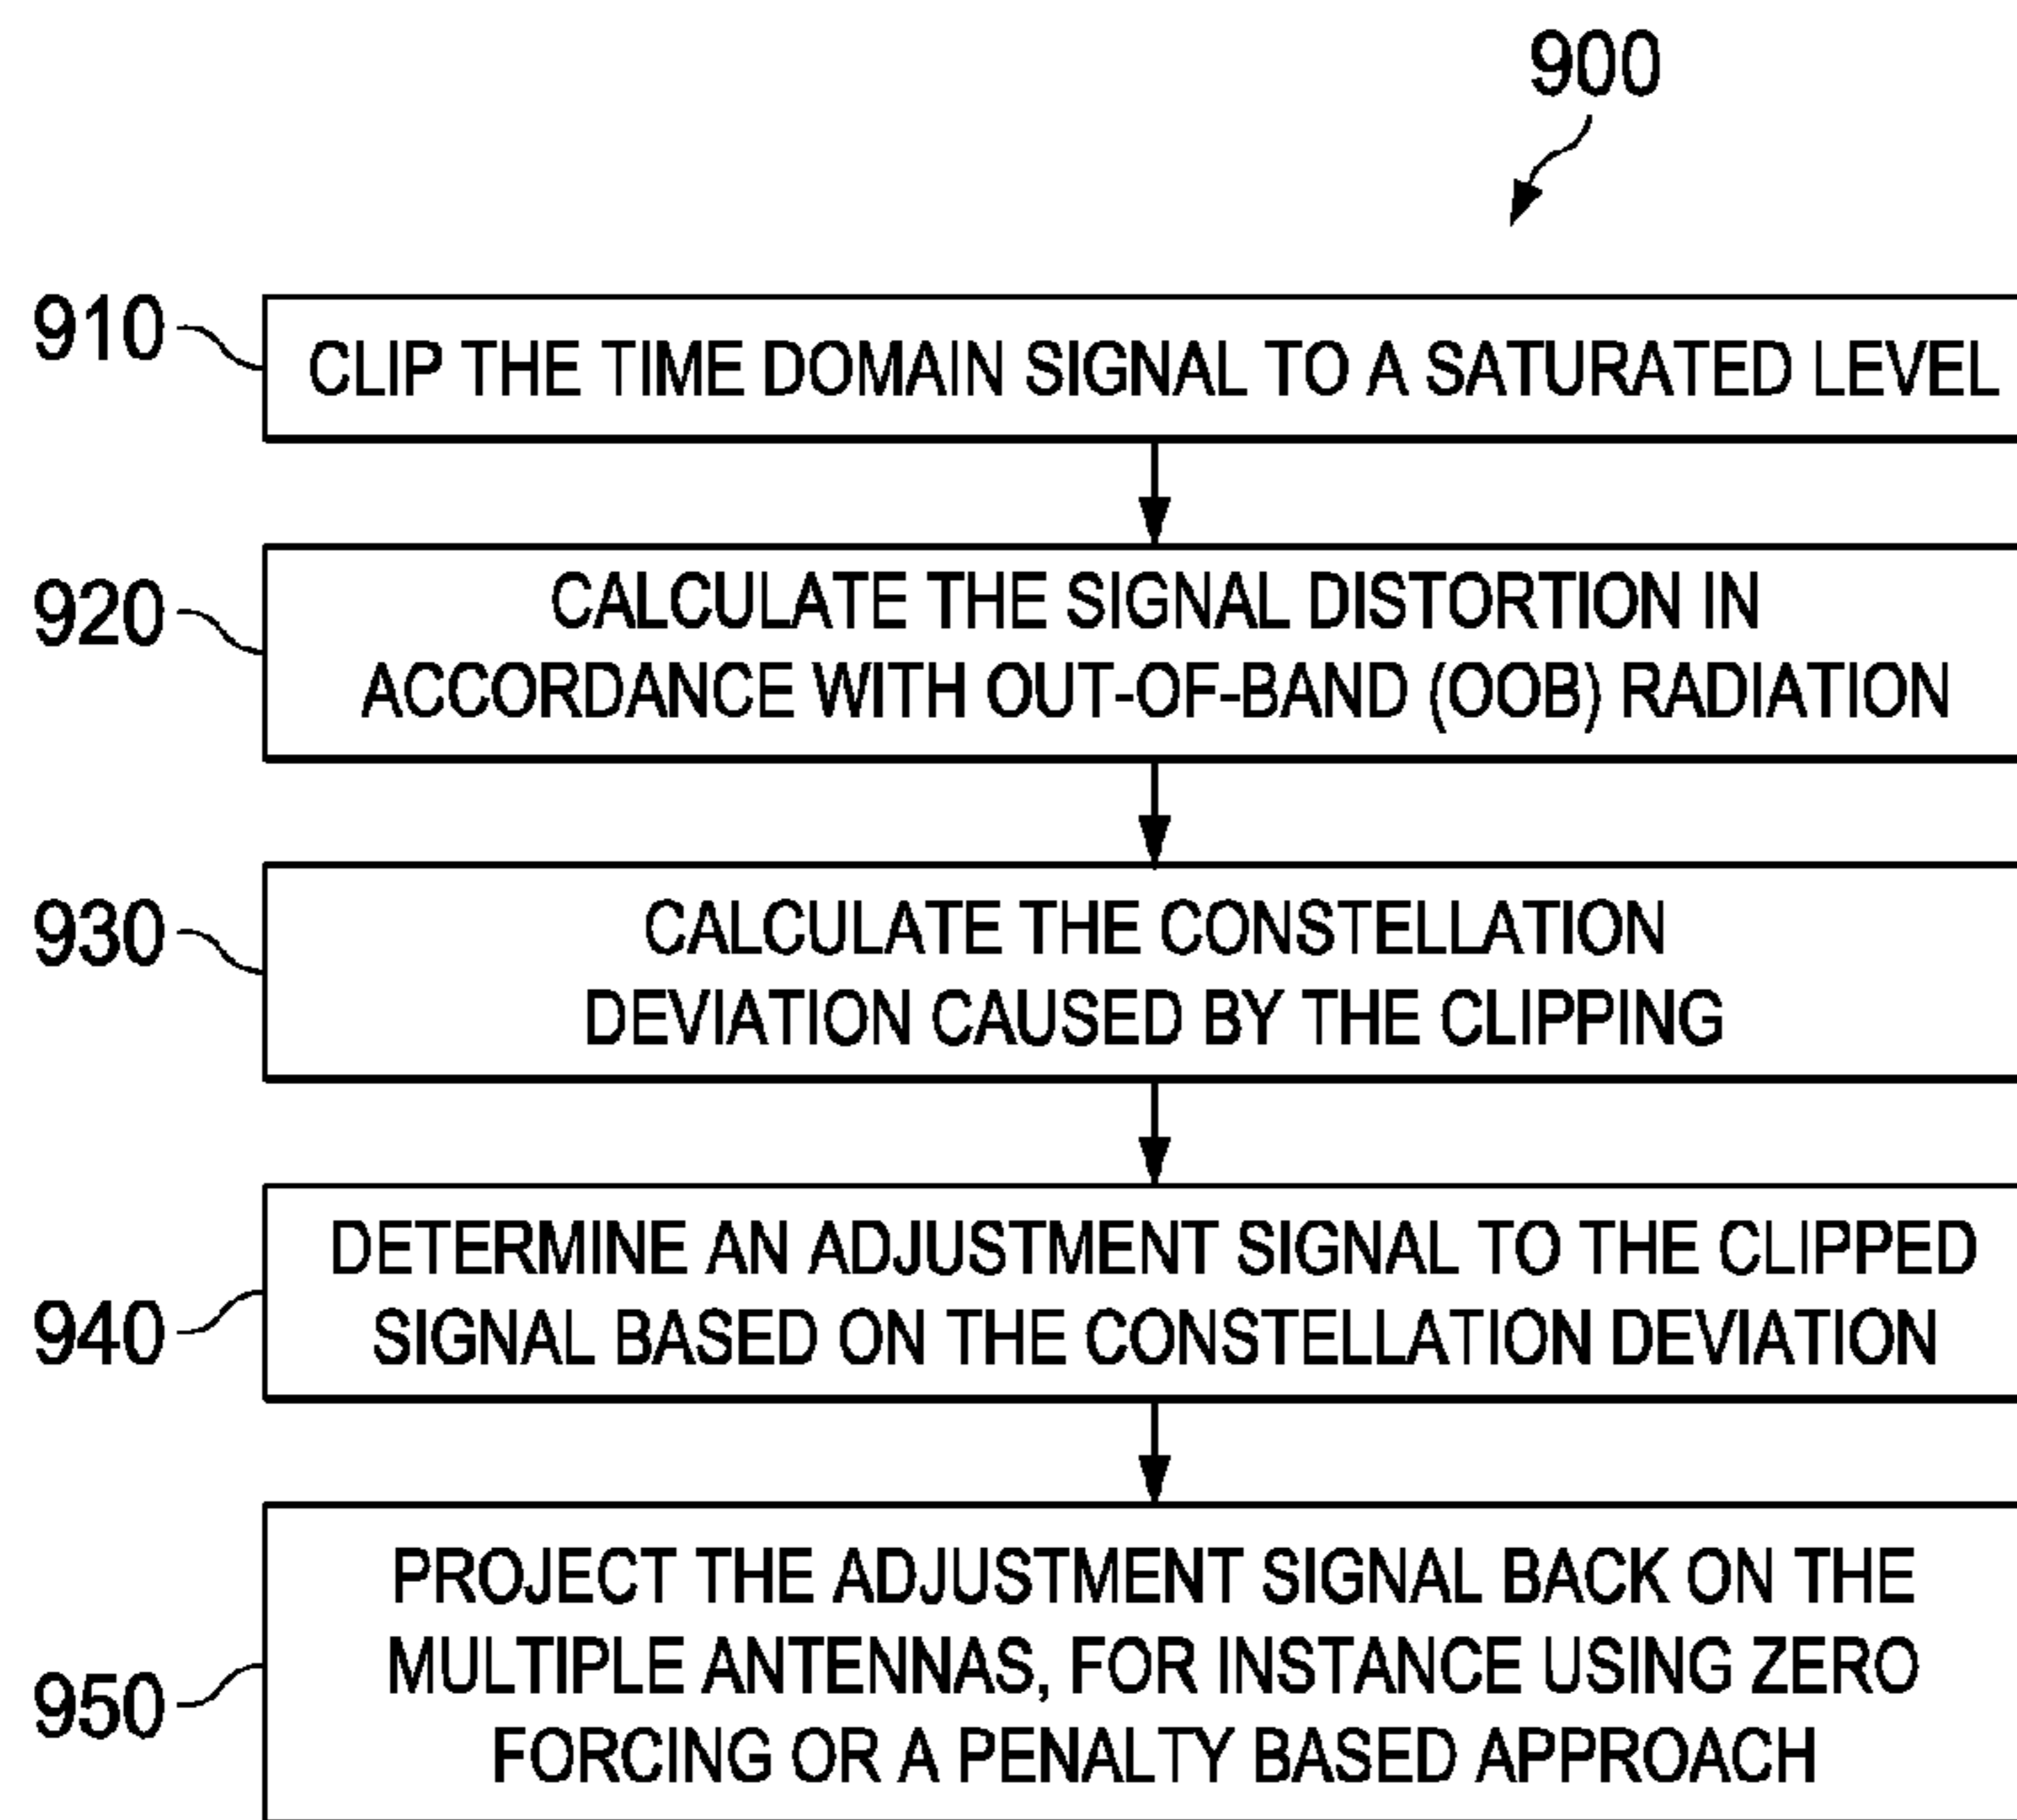 900
910
CLIP THE TIME DOMAIN SIGNAL TO A SATURATED LEVEL
920
CALCULATE THE SIGNAL DISTORTION IN
ACCORDANCE WITH OUT-OF-BAND (OOB) RADIATION
930
CALCULATE THE CONSTELLATION
DEVIATION CAUSED BY THE CLIPPING
940
DETERMINE AN ADJUSTMENT SIGNAL TO THE CLIPPED
SIGNAL BASED ON THE CONSTELLATION DEVIATION
950
PROJECT THE ADJUSTMENT SIGNAL BACK ON THE
MULTIPLE ANTENNAS, FOR INSTANCE USING ZERO
FORCING OR A PENALTY BASED APPROACH